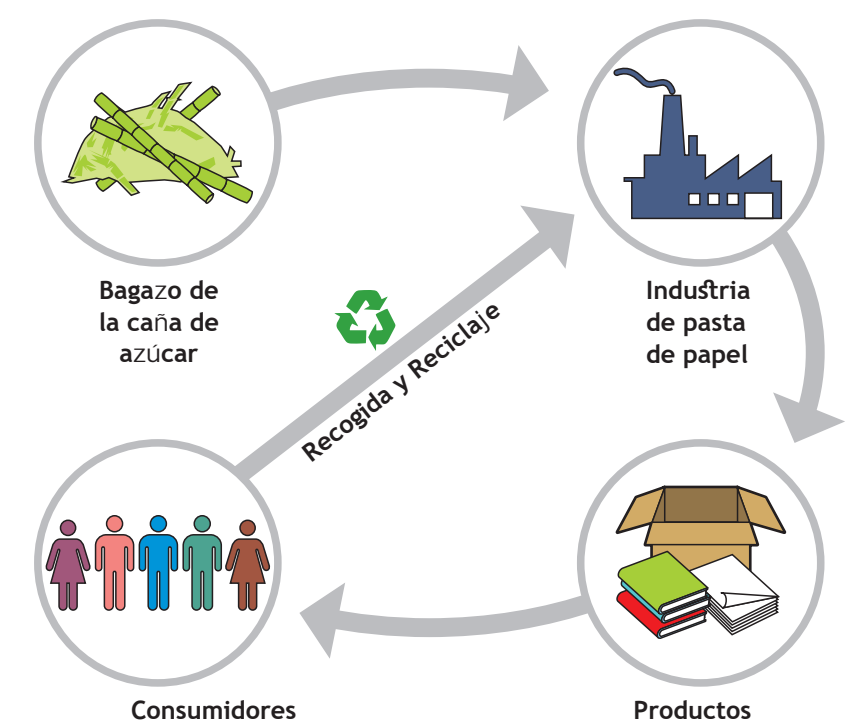 Bagazo de
la caña de
azúcar
Industria
de pasta
de papel
Recogida y Reciclaje
Consumidores
Productos